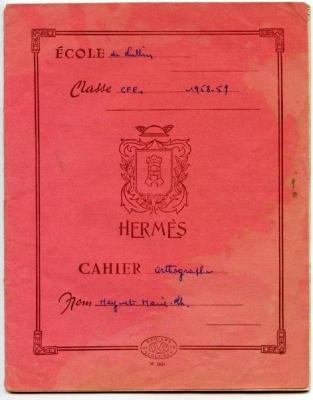 ÉCOLE de Lullin
Classe CFE. 1958-59
HERMÈS
CAHIER Orthographe
Nom